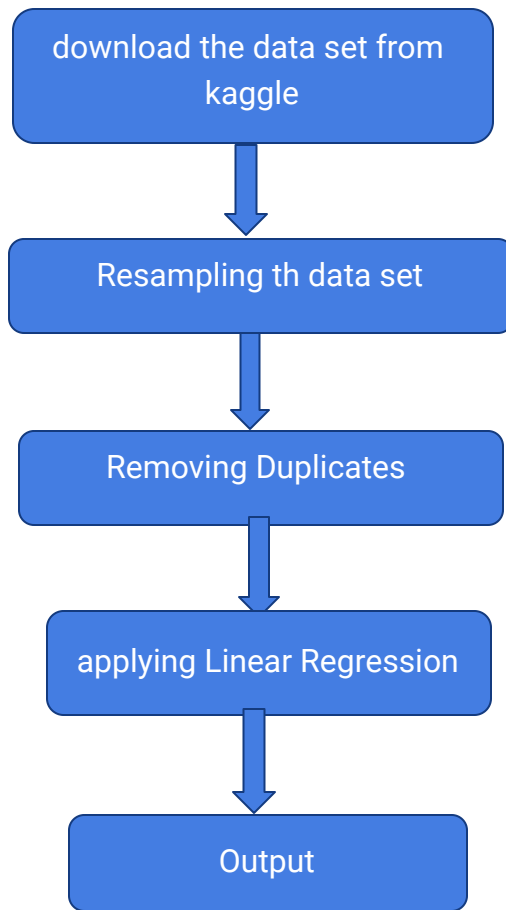 download the data set from
kaggle
Resampling th data set
Removing Duplicates
applying Linear Regression
Output